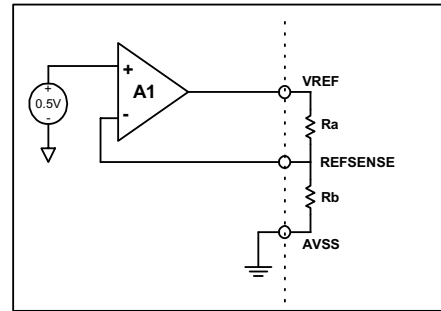 VREF
+
+
0.5V
A1
-
-
Ra
REFSENSE
Rb
AVSS